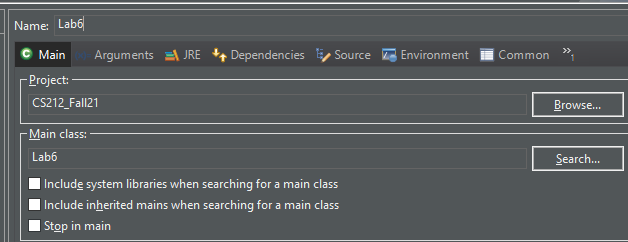 Name: Lab6
Main Arguments JRE Dependencies Source Environment Common »1
Project:
CS212_Fall21 Browse...
Main class:
Lab6 Search...
Include system libraries when searching for a main class
Include inherited mains when searching for a main class
Stop in main